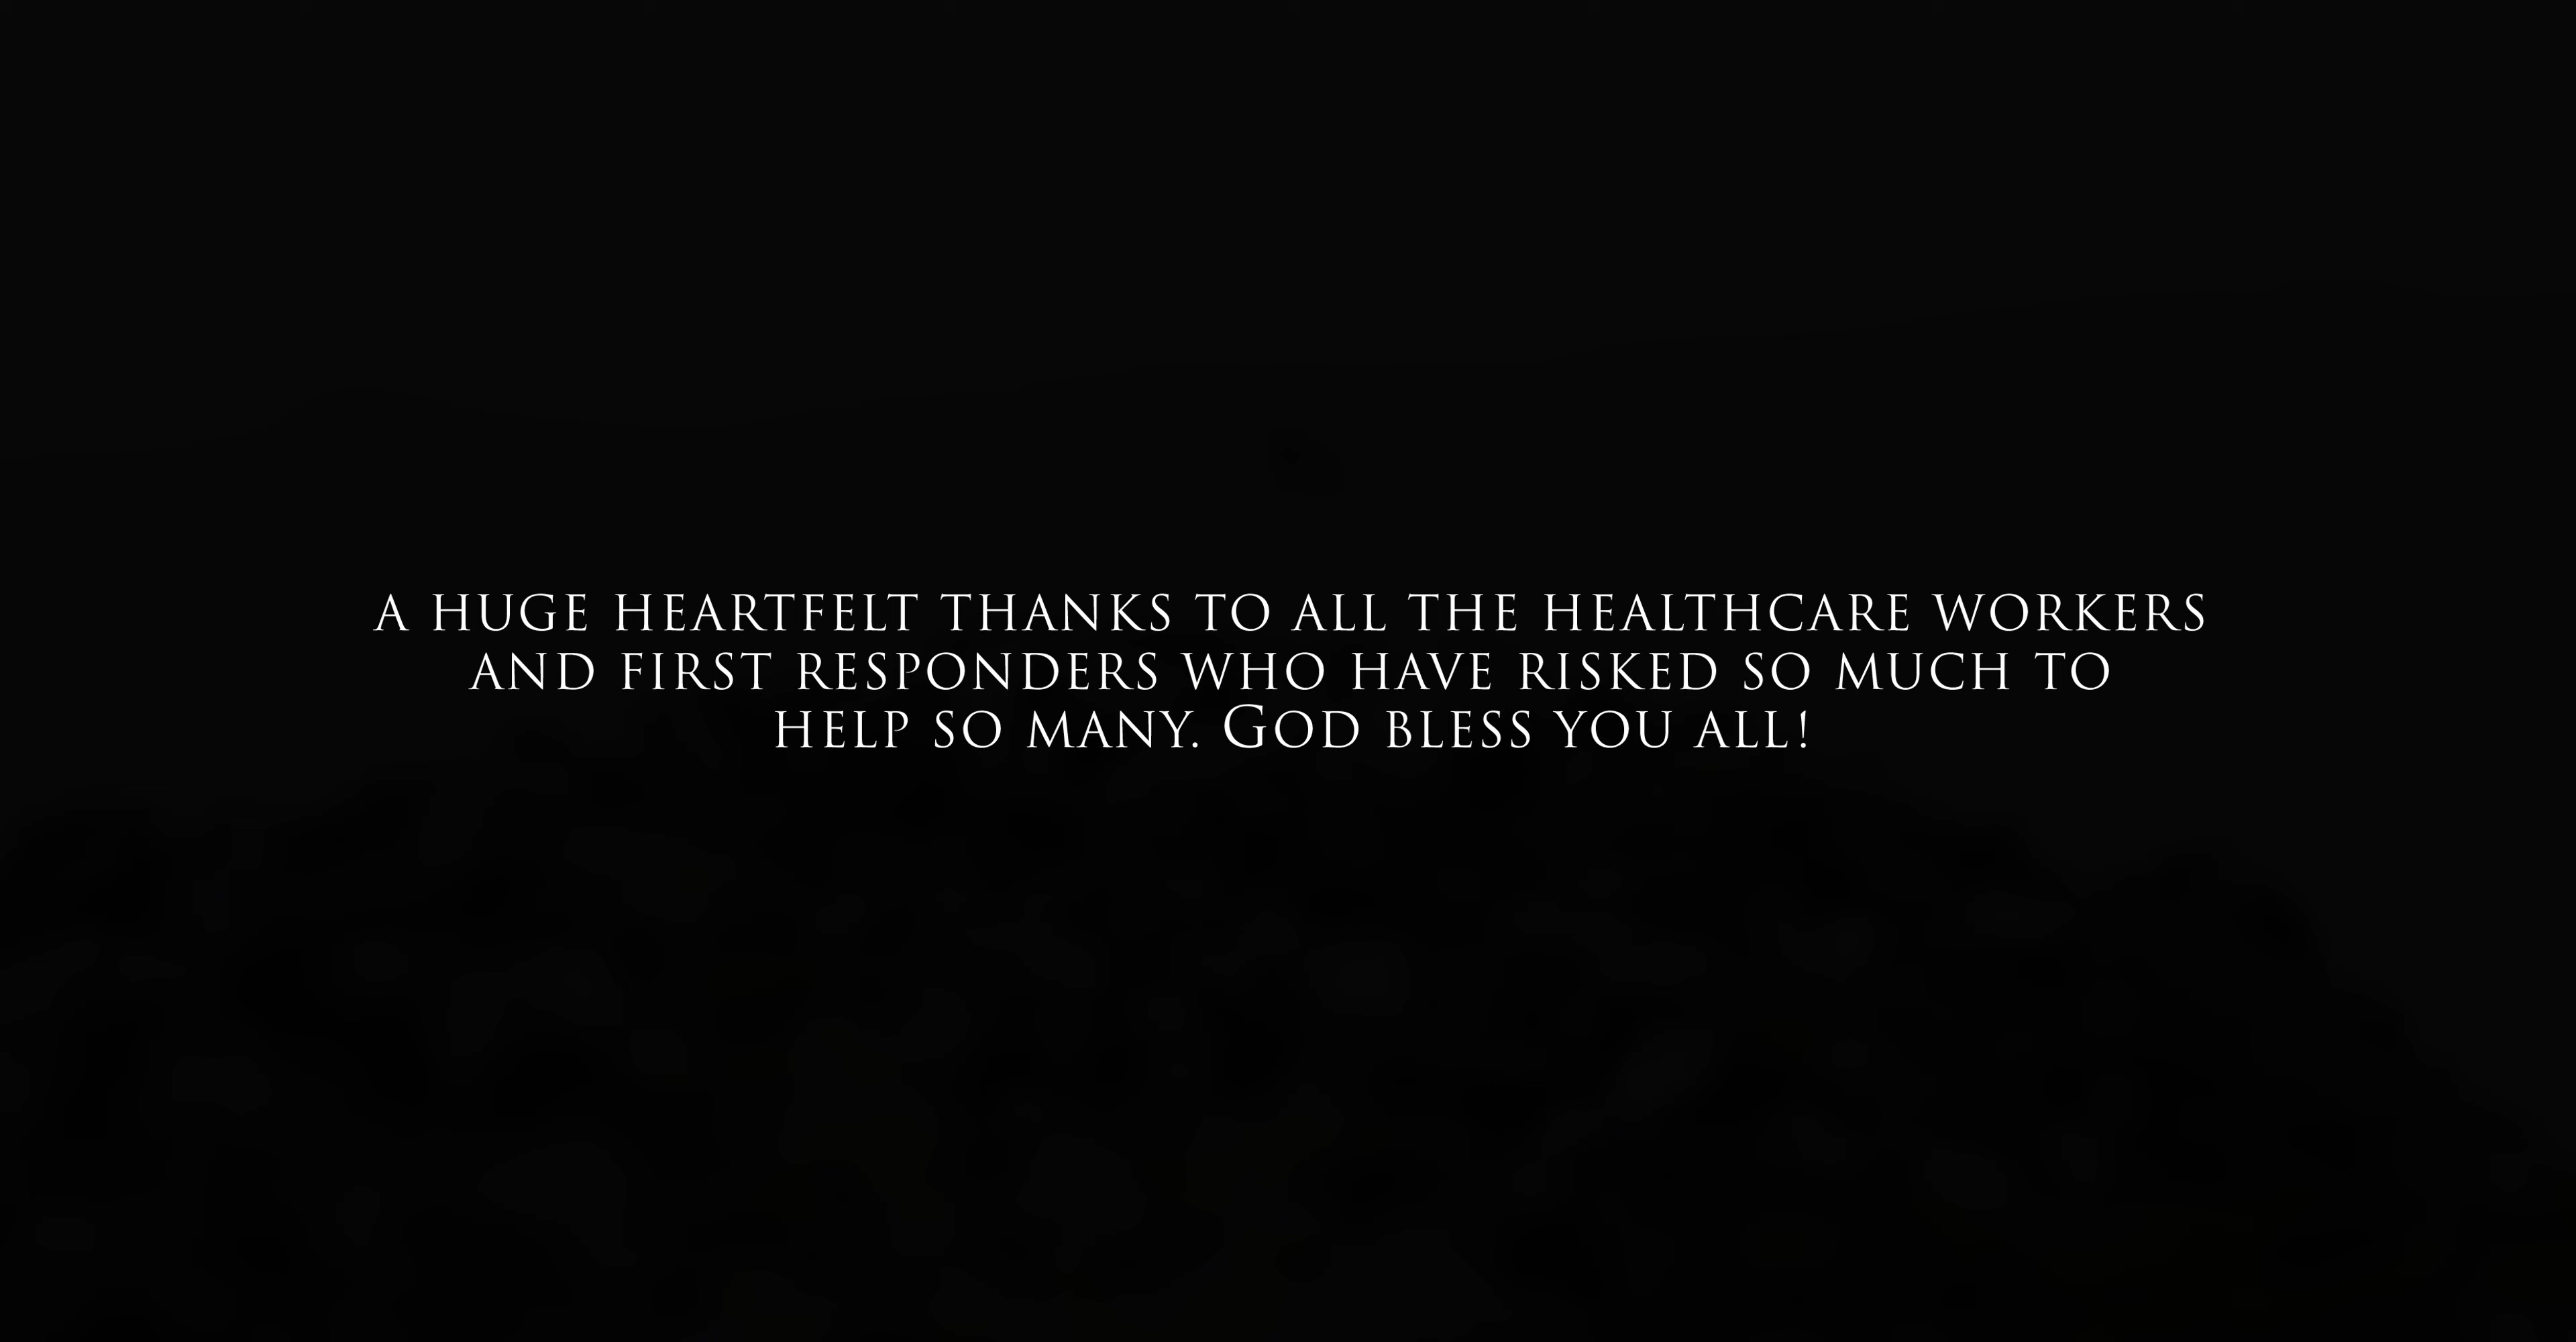 A HUGE HEARTFELT THANKS TO ALL THE HEALTHCARE WORKERS
AND FIRST RESPONDERS WHO HAVE RISKED SO MUCH TO
HELP SO MANY. GOD BLESS YOU ALL!